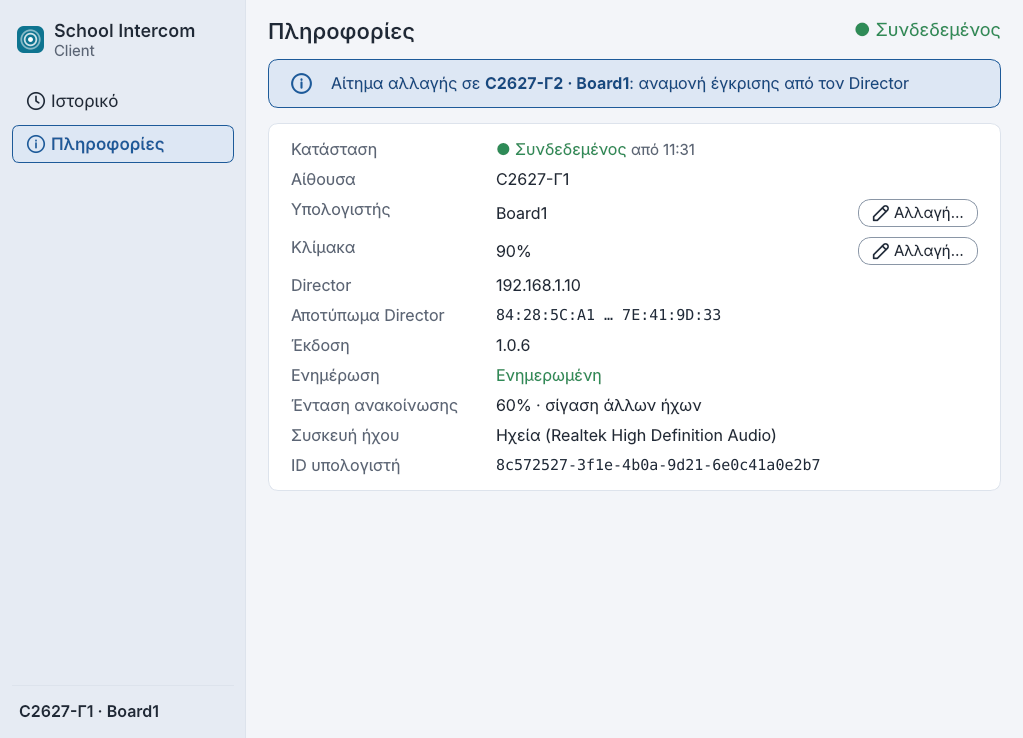 School Intercom
Client
Ιστορικό
Πληροφορίες
C2627-Γ1 · Board1
Πληροφορίες
Συνδεδεμένος
Αίτημα αλλαγής σε C2627-Γ2 · Board1: αναμονή έγκρισης από τον Director
Κατάσταση Συνδεδεμένος από 11:31
Αίθουσα C2627-Γ1
Υπολογιστής Board1 Αλλαγή…
Κλίμακα 90% Αλλαγή…
Director 192.168.1.10
Αποτύπωμα Director 84:28:5C:A1 … 7E:41:9D:33
Έκδοση 1.0.6
Ενημέρωση Ενημερωμένη
Ένταση ανακοίνωσης 60% · σίγαση άλλων ήχων
Συσκευή ήχου Ηχεία (Realtek High Definition Audio)
ID υπολογιστή 8c572527-3f1e-4b0a-9d21-6e0c41a0e2b7